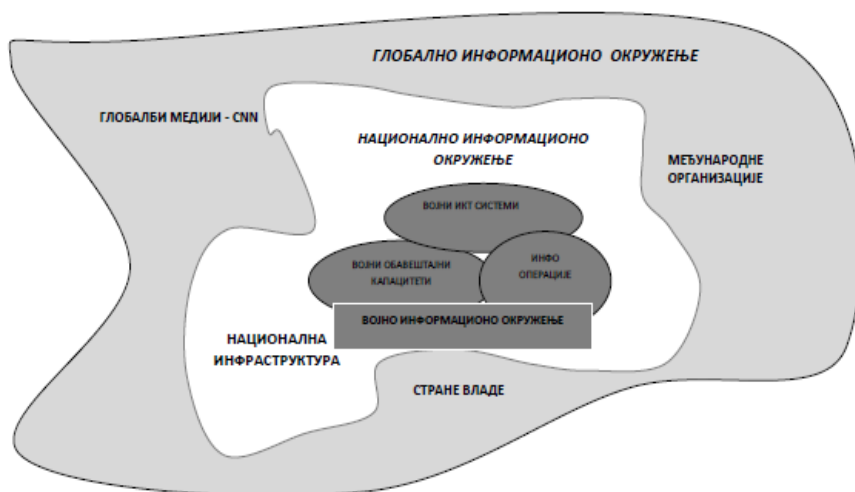 ГЛОБАЛНО ИНФОРМАЦИОНО ОКРУЖЕЊЕ
ГЛОБАЛБИ МЕДИЈИ - CNN
НАЦИОНАЛНО ИНФОРМАЦИОНО
ОКРУЖЕЊЕ
МЕЂУНАРОДНЕ
ОРГАНИЗАЦИЈЕ
ВОЈНИ ИКТ СИСТЕМИ
ВОЈНИ ОБАВЕШТАЈНИ
КАПАЦИТЕТИ
ИНФО
ОПЕРАЦИЈЕ
ВОЈНО ИНФОРМАЦИОНО ОКРУЖЕЊЕ
НАЦИОНАЛНА
ИНФРАСТРУКТУРА
СТРАНЕ ВЛАДЕ